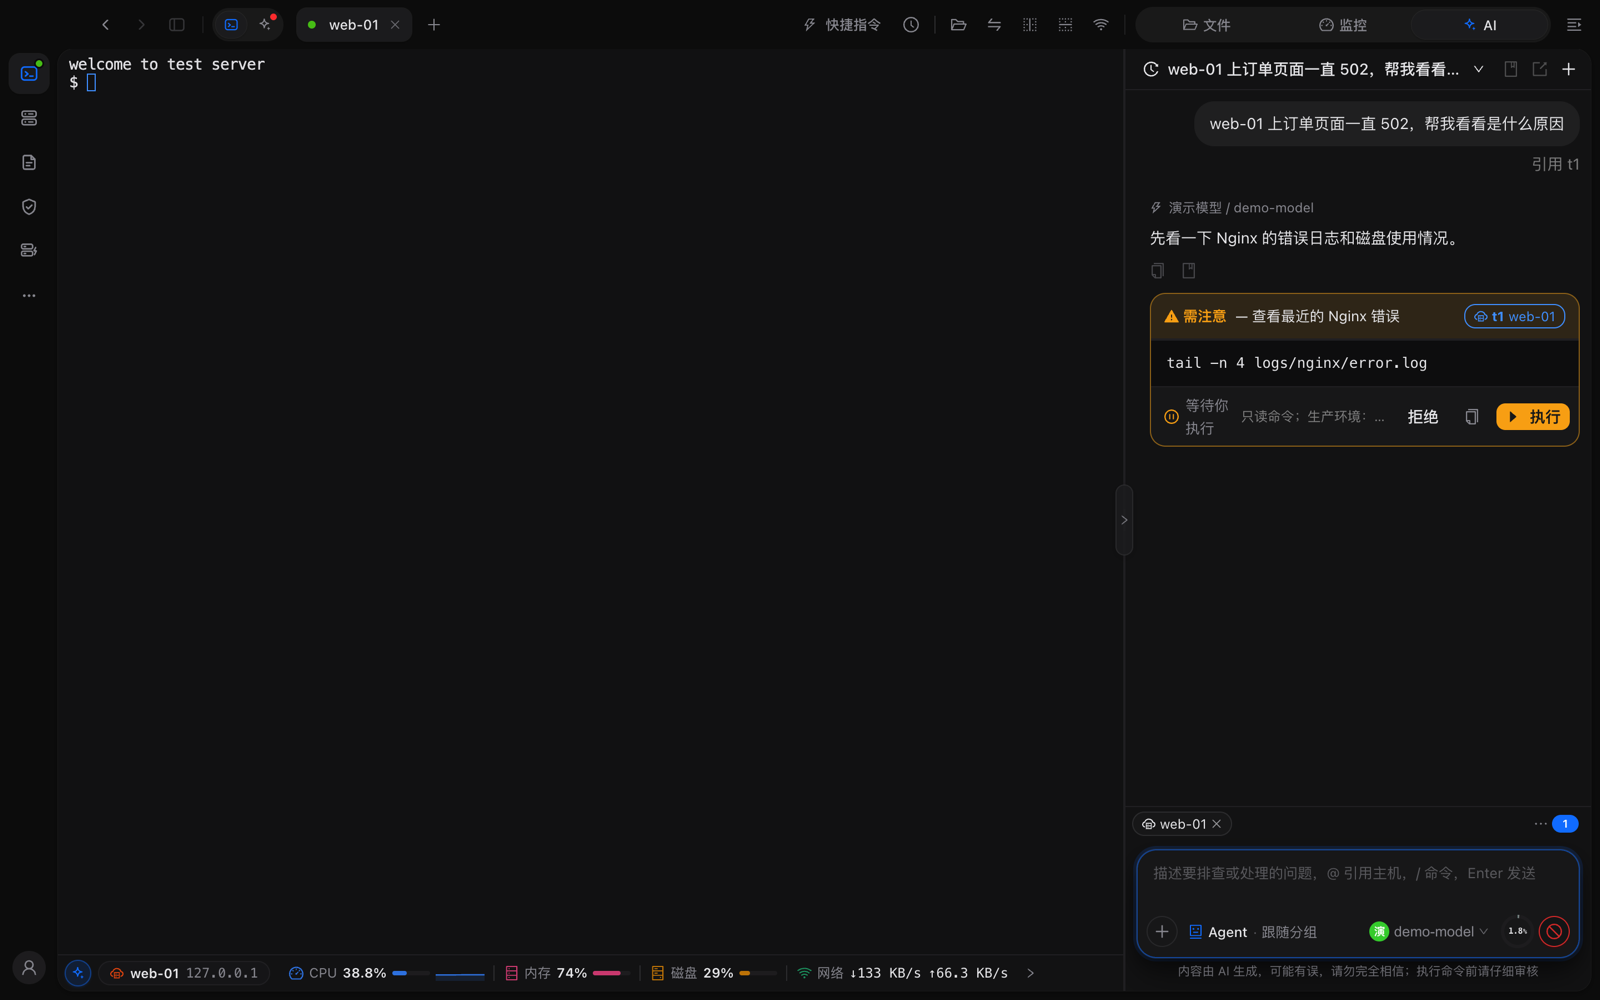 web-01
快捷指令
文件
监控
AI
welcome to test server
$
web-01 上订单页面一直 502，帮我看看...
web-01 上订单页面一直 502，帮我看看是什么原因
引用 t1
演示模型 / demo-model
先看一下 Nginx 的错误日志和磁盘使用情况。
需注意 — 查看最近的 Nginx 错误
t1 web-01
tail -n 4 logs/nginx/error.log
等待你
执行
只读命令；生产环境：...
拒绝
执行
web-01
1
描述要排查或处理的问题，@ 引用主机，/ 命令，Enter 发送
Agent · 跟随分组
演 demo-model
1.8%
内容由 AI 生成，可能有误，请勿完全相信；执行命令前请仔细审核
web-01 127.0.0.1
CPU 38.8%
内存 74%
磁盘 29%
网络 ↓133 KB/s ↑66.3 KB/s